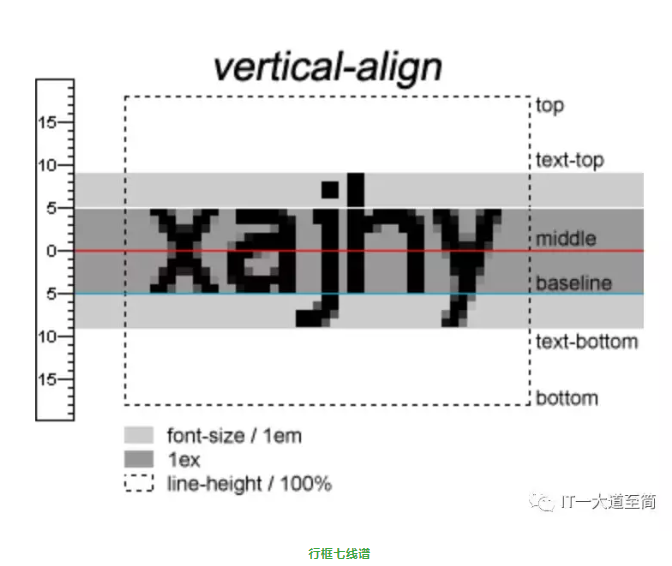 vertical-align
top
15
10
text-top
5
xajhy
middle
0
baseline
5
10
text-bottom
15
bottom
font-size / 1em
1ex
line-height / 100%
IT一大道至简
行框七线谱